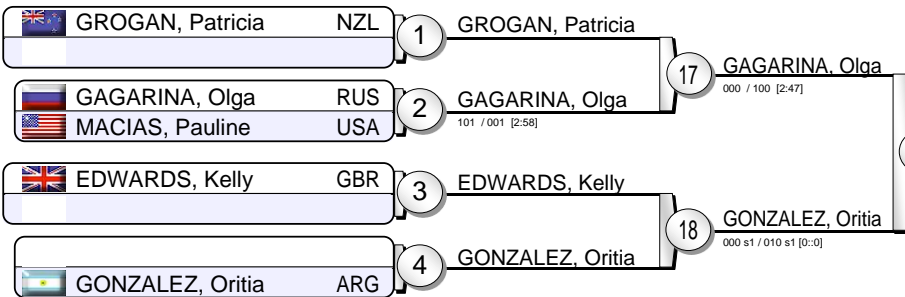 GROGAN, Patricia NZL
1
GROGAN, Patricia
17
GAGARINA, Olga
000 / 100 [2:47]
GAGARINA, Olga RUS
MACIAS, Pauline USA
2
GAGARINA, Olga
101 / 001 [2:58]
EDWARDS, Kelly GBR
3
EDWARDS, Kelly
18
GONZALEZ, Oritia
000 s1 / 010 s1 [0::0]
4
GONZALEZ, Oritia
GONZALEZ, Oritia ARG